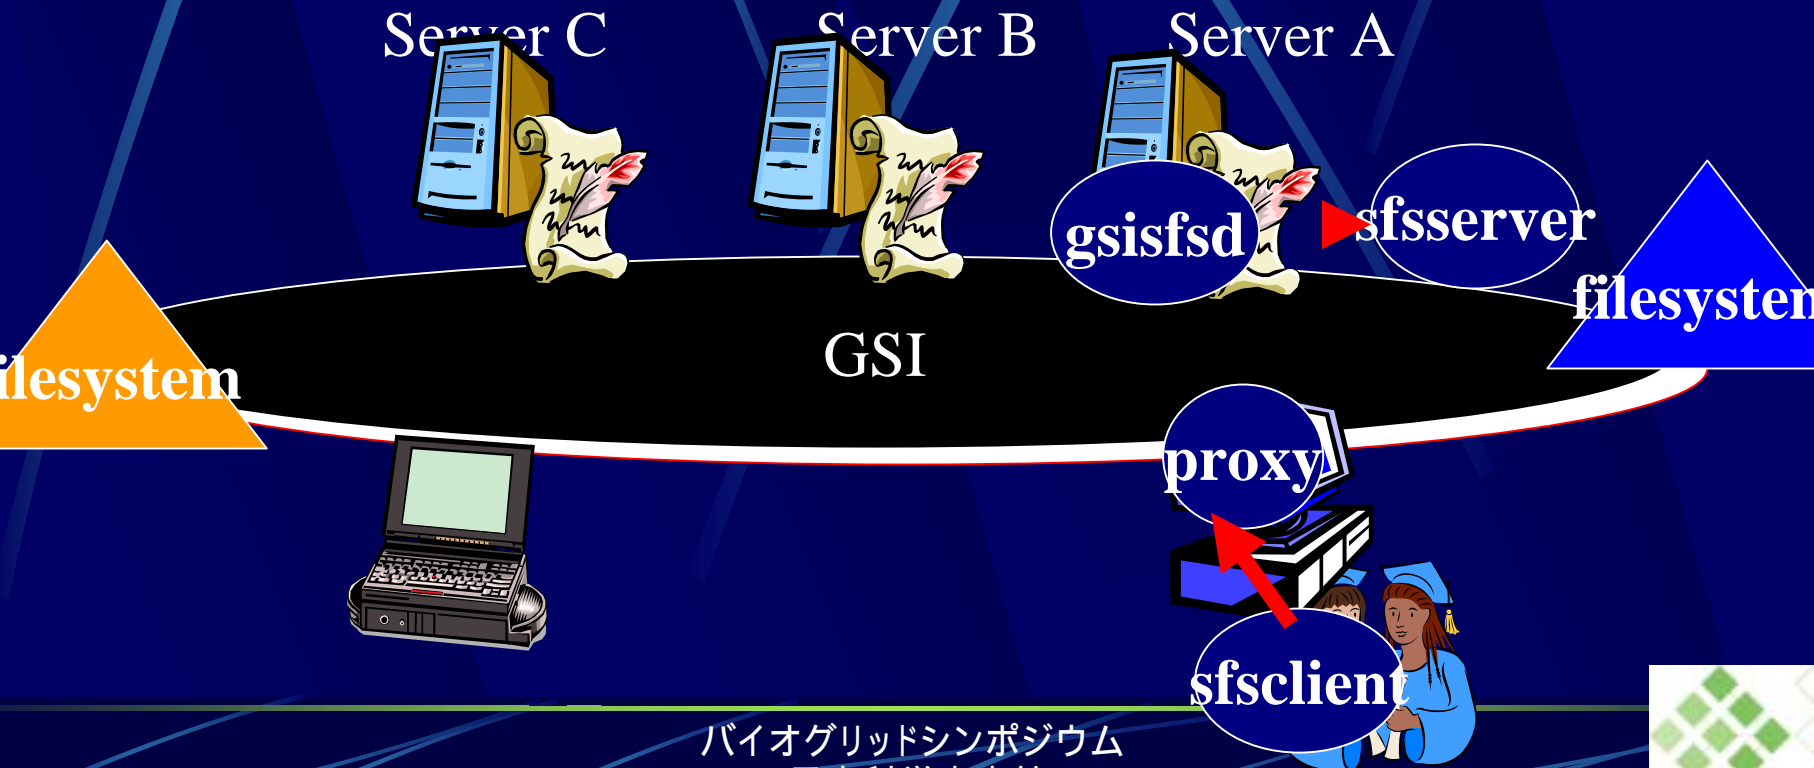 Server C
Server B
Server A
gsisfsd
sfsserver
filesystem
filesystem
GSI
proxy
sfsclient
バイオグリッドシンポジウム